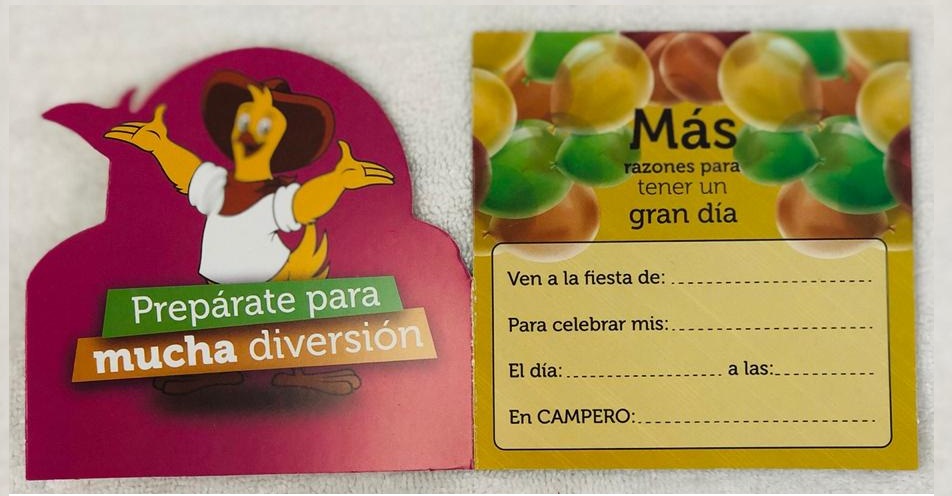 Prepárate para
mucha diversión
Más
razones para
tener un
gran día
Ven a la fiesta de:
Para celebrar mis:
El día: a las:
En CAMPERO: